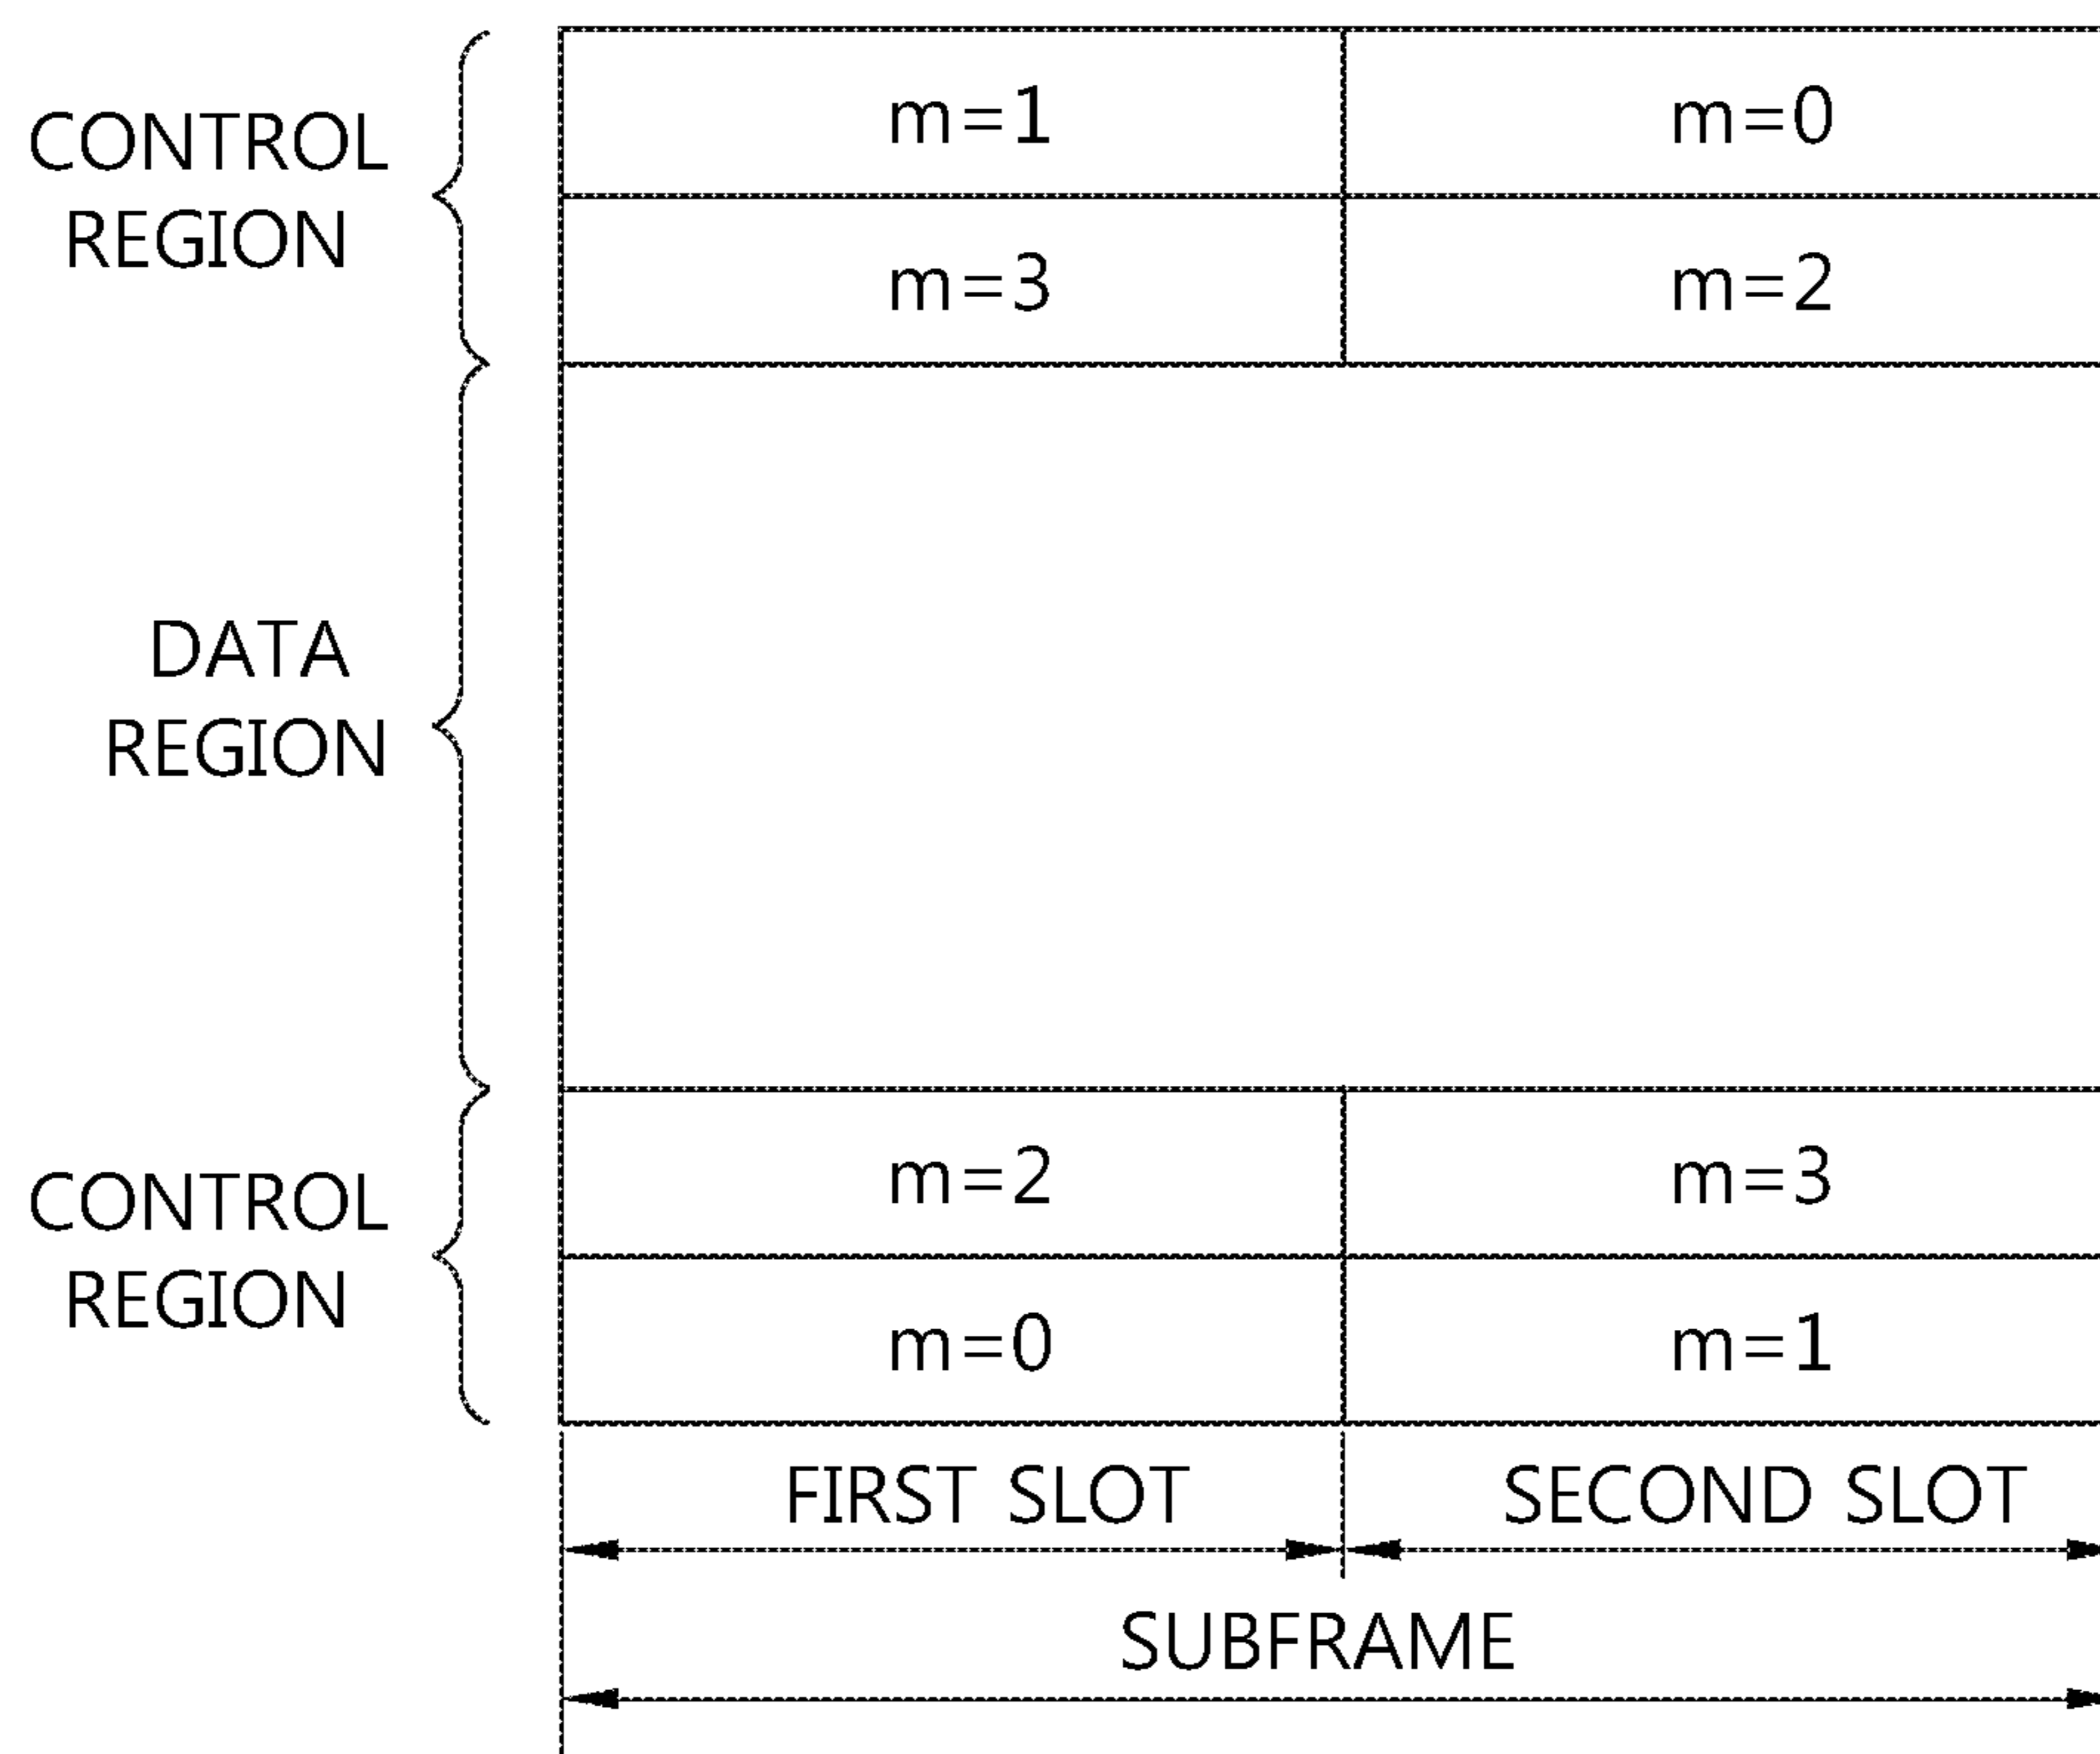 CONTROL
REGION
m=1
m=0
m=3
m=2
DATA
REGION
CONTROL
REGION
m=2
m=3
m=0
m=1
FIRST SLOT
SECOND SLOT
SUBFRAME